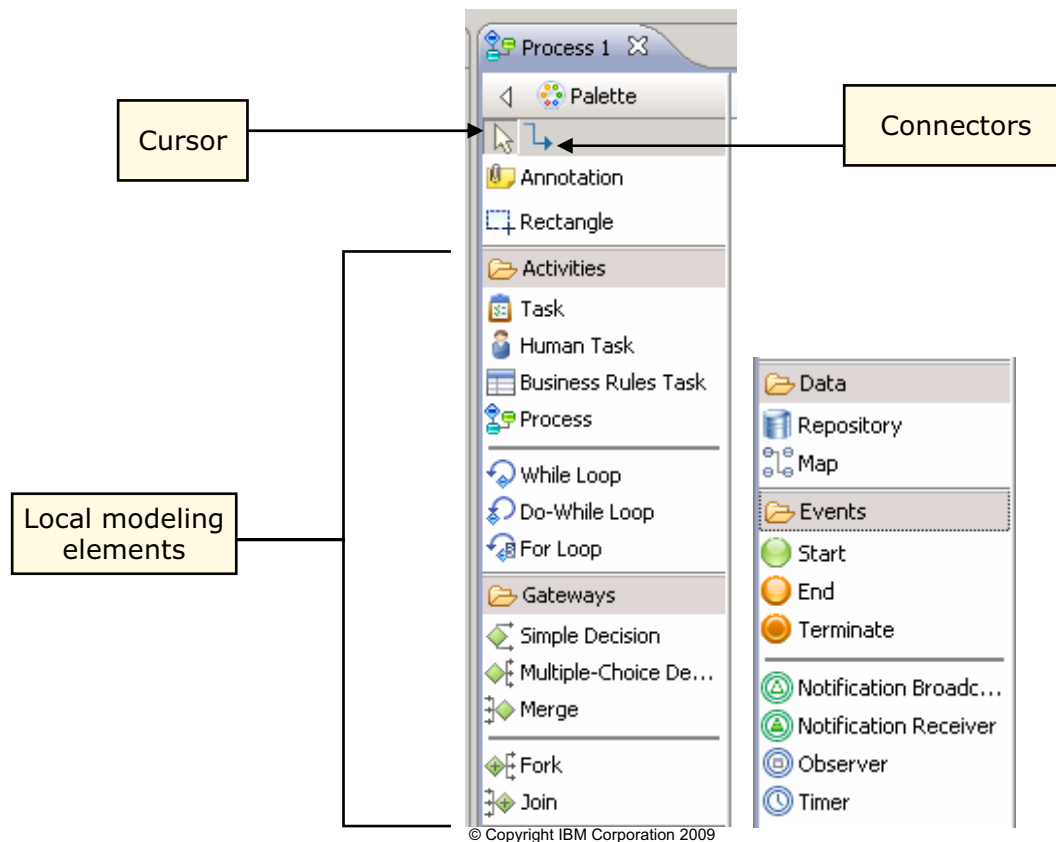 Process 1
Palette
Cursor
Connectors
Annotation
Rectangle
Activities
Task
Human Task
Business Rules Task
Process
While Loop
Do-While Loop
For Loop
Local modeling
elements
Gateways
Simple Decision
Multiple-Choice De...
Merge
Fork
Join
Data
Repository
Map
Events
Start
End
Terminate
Notification Broadc...
Notification Receiver
Observer
Timer
© Copyright IBM Corporation 2009